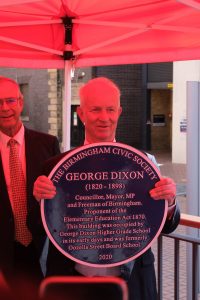 THE BIRMINGHAM CIVIC SOCIETY
GEORGE DIXON
(1820 - 1898)
Councillor, Mayor, MP
and Freeman of Birmingham.
Proponent of the
Elementary Education Act 1870.
This building was occupied by
George Dixon Higher Grade School
in its early days and was formerly
Oozells Street Board School
2020